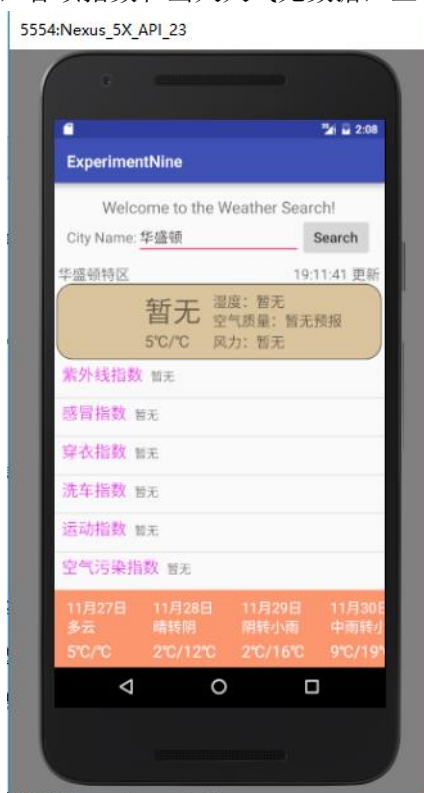 5554:Nexus_5X_API_23
2:08
ExperimentNine
Welcome to the Weather Search!
City Name: 华盛顿 Search
华盛顿特区 19:11:41 更新
暂无
5℃/℃
湿度：暂无
空气质量：暂无预报
风力：暂无
紫外线指数 暂无
感冒指数 暂无
穿衣指数 暂无
洗车指数 暂无
运动指数 暂无
空气污染指数 暂无
11月27日 11月28日 11月29日 11月30日
多云 晴转阴 阴转小雨 中雨转小
5℃/℃ 2℃/12℃ 2℃/16℃ 9℃/19°